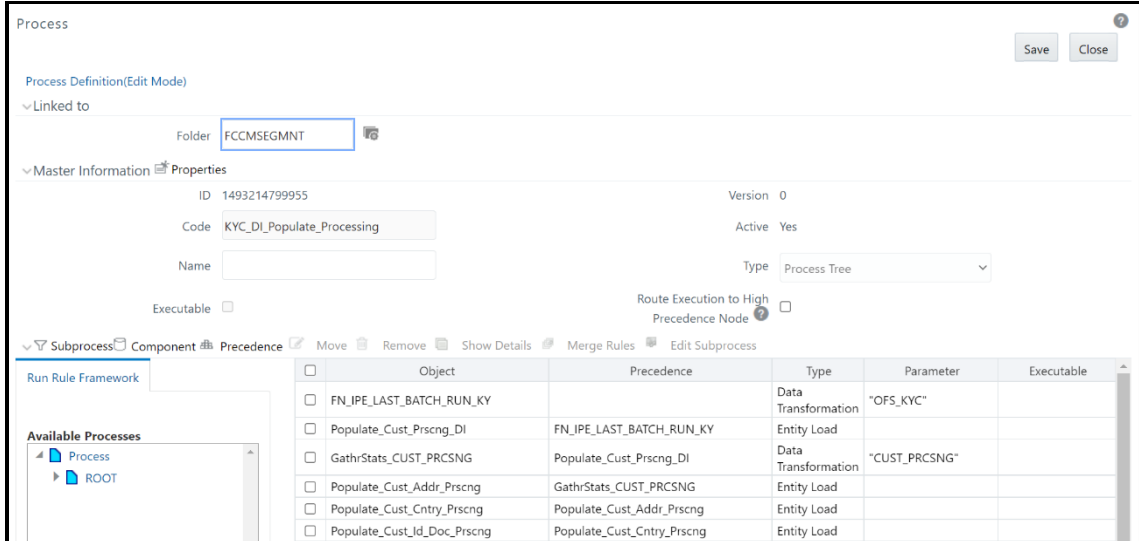 Process
?
Save Close
Process Definition(Edit Mode)
Linked to
Folder FCCMSEGMNT
Master Information Properties
ID 1493214799955 Version 0
Code KYC_DI_Populate_Processing Active Yes
Name Type Process Tree
Executable Route Execution to High
Precedence Node ?
Subprocess Component Precedence Move Remove Show Details Merge Rules Edit Subprocess
Run Rule Framework
Available Processes
Process
ROOT
Object Precedence Type Parameter Executable
FN_IPE_LAST_BATCH_RUN_KY Data
Transformation "OFS_KYC"
Populate_Cust_Prscng_DI FN_IPE_LAST_BATCH_RUN_KY Entity Load
GathrStats_CUST_PRCSNG Populate_Cust_Prscng_DI Data
Transformation "CUST_PRCSNG"
Populate_Cust_Addr_Prscng GathrStats_CUST_PRCSNG Entity Load
Populate_Cust_Cntry_Prscng Populate_Cust_Addr_Prscng Entity Load
Populate_Cust_Id_Doc_Prscng Populate_Cust_Cntry_Prscng Entity Load